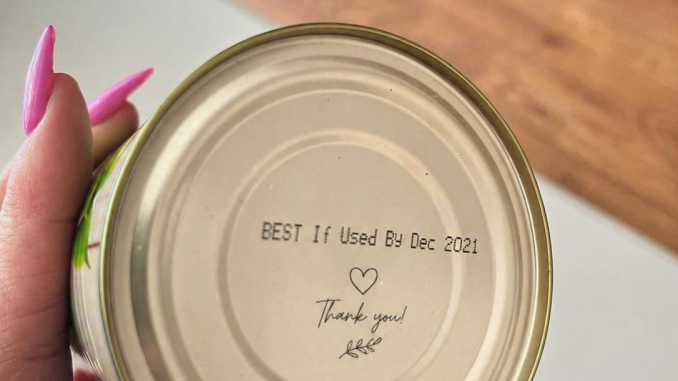 BEST If Used By Dec 2021
Thank you!